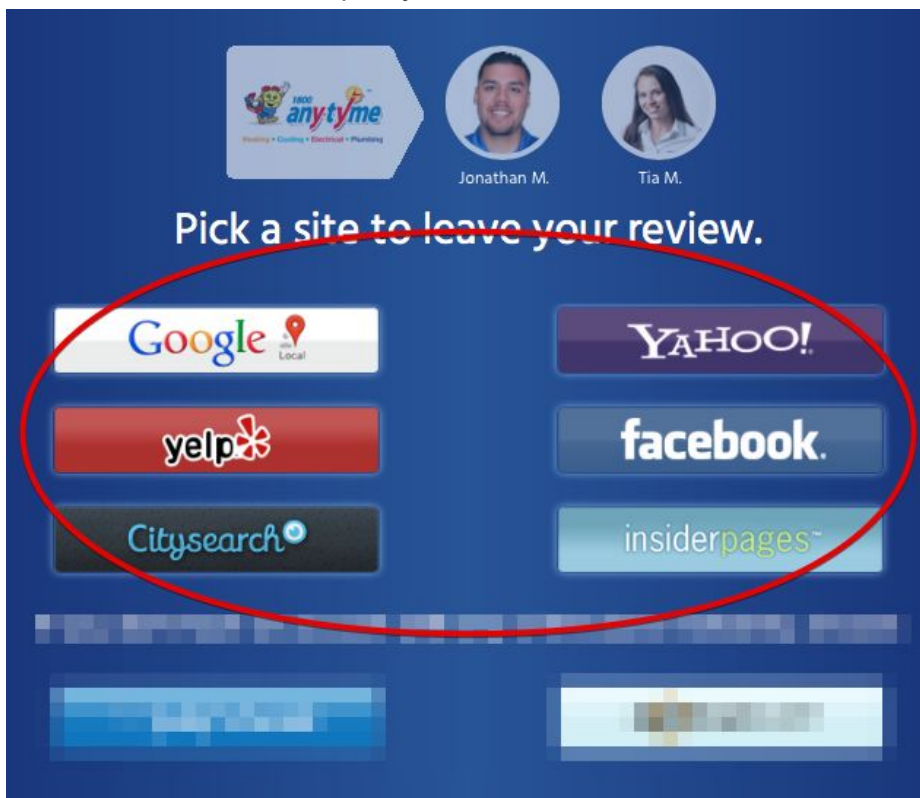 1800
anytyme
Heating • Cooling • Electrical • Plumbing
Jonathan M.
Tia M.
Pick a site to leave your review.
Google
Local
YAHOO!
yelp
facebook.
Citysearch
insiderpages™